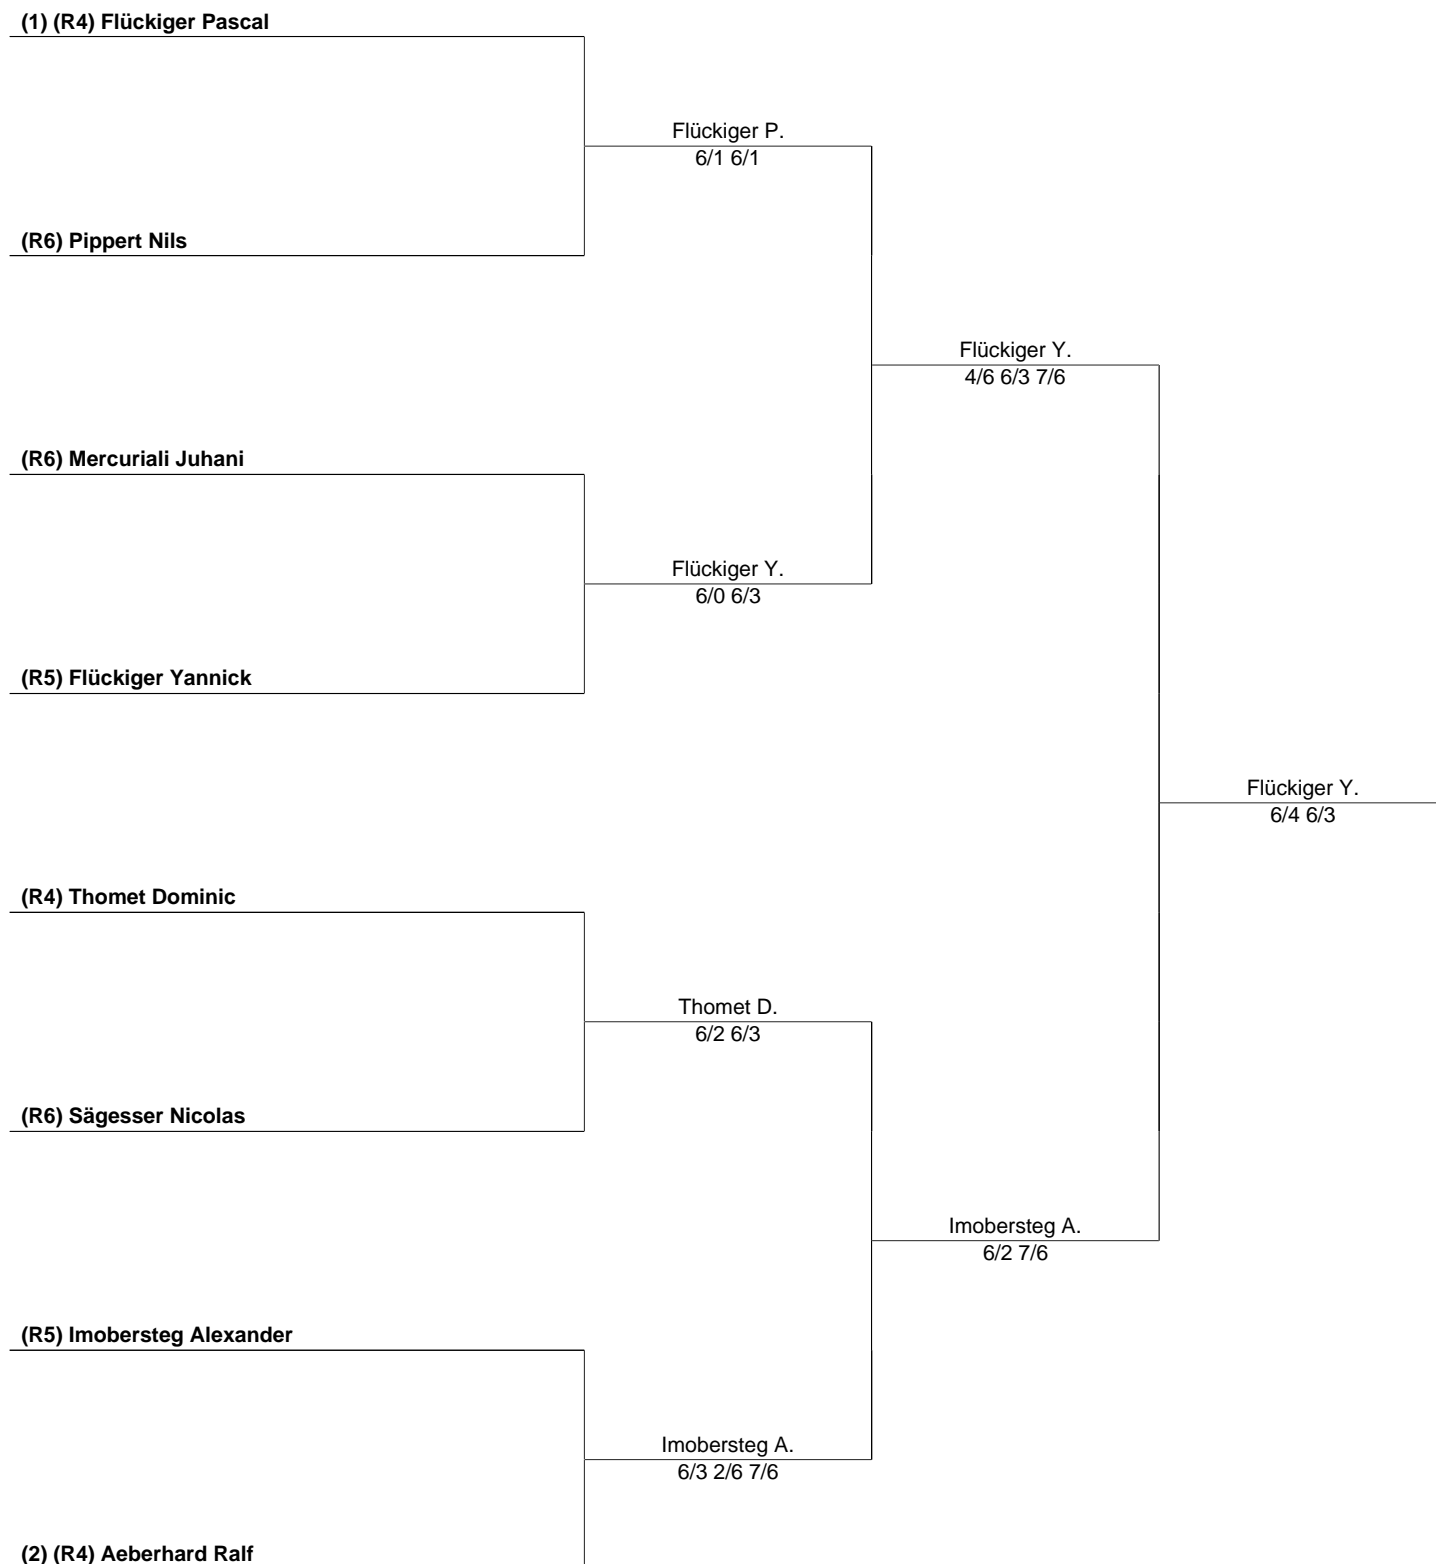 (1) (R4) Flückiger Pascal
Flückiger P.
6/1 6/1
(R6) Pippert Nils
Flückiger Y.
4/6 6/3 7/6
(R6) Mercuriali Juhani
Flückiger Y.
6/0 6/3
(R5) Flückiger Yannick
Flückiger Y.
6/4 6/3
(R4) Thomet Dominic
Thomet D.
6/2 6/3
(R6) Sägesser Nicolas
Imobersteg A.
6/2 7/6
(R5) Imobersteg Alexander
Imobersteg A.
6/3 2/6 7/6
(2) (R4) Aeberhard Ralf